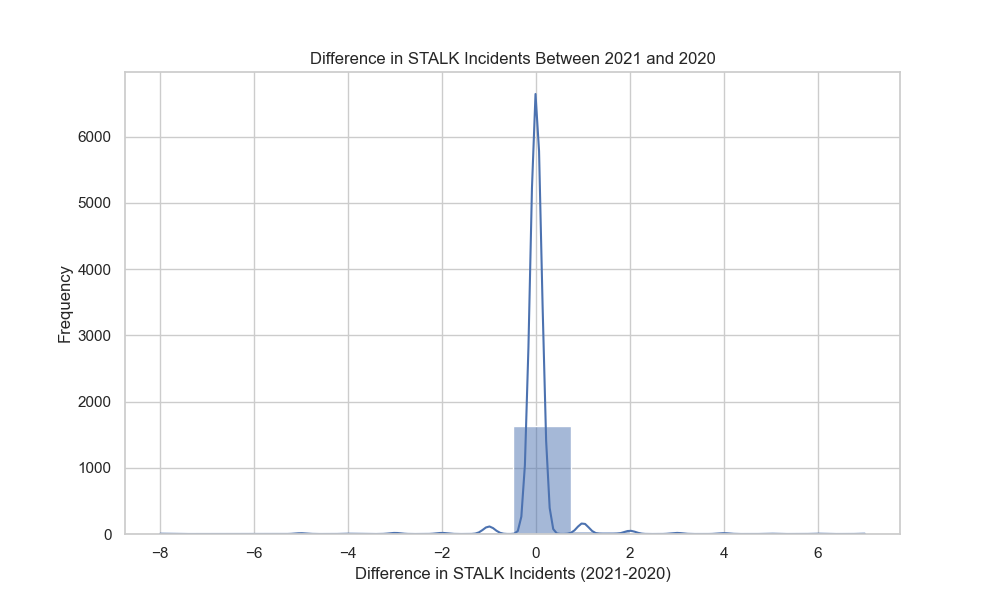 Difference in STALK Incidents Between 2021 and 2020
6000
5000
4000
3000
2000
1000
0
Frequency
−8 −6 −4 −2 0 2 4 6
Difference in STALK Incidents (2021-2020)